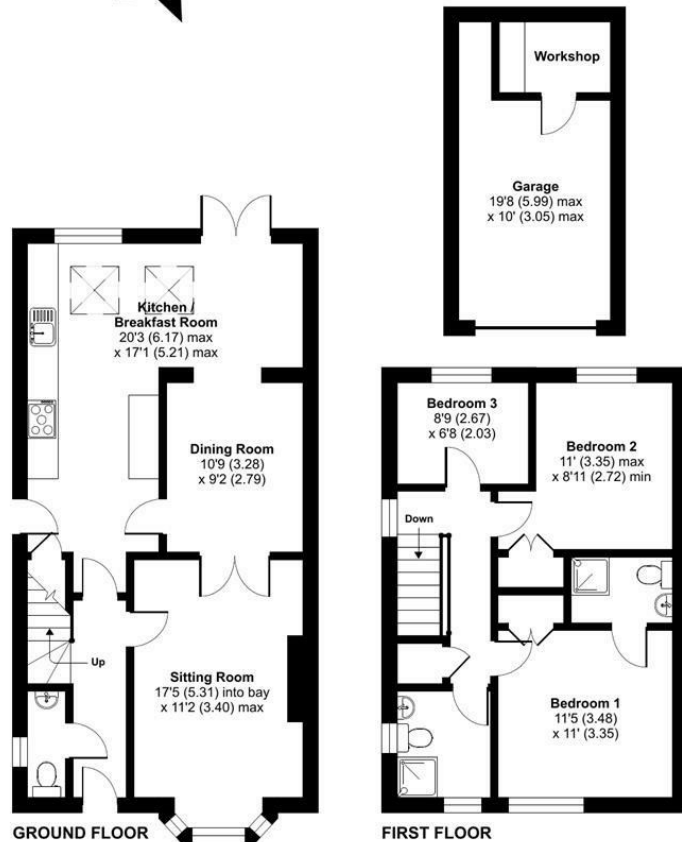 Workshop
Garage
19'8 (5.99) max
x 10' (3.05) max
Kitchen /
Breakfast Room
20'3 (6.17) max
x 17'1 (5.21) max
Dining Room
10'9 (3.28)
x 9'2 (2.79)
Up
Sitting Room
17'5 (5.31) into bay
x 11'2 (3.40) max
GROUND FLOOR
Bedroom 3
8'9 (2.67)
x 6'8 (2.03)
Bedroom 2
11' (3.35) max
x 8'11 (2.72) min
Down
Bedroom 1
11'5 (3.48)
x 11' (3.35)
FIRST FLOOR